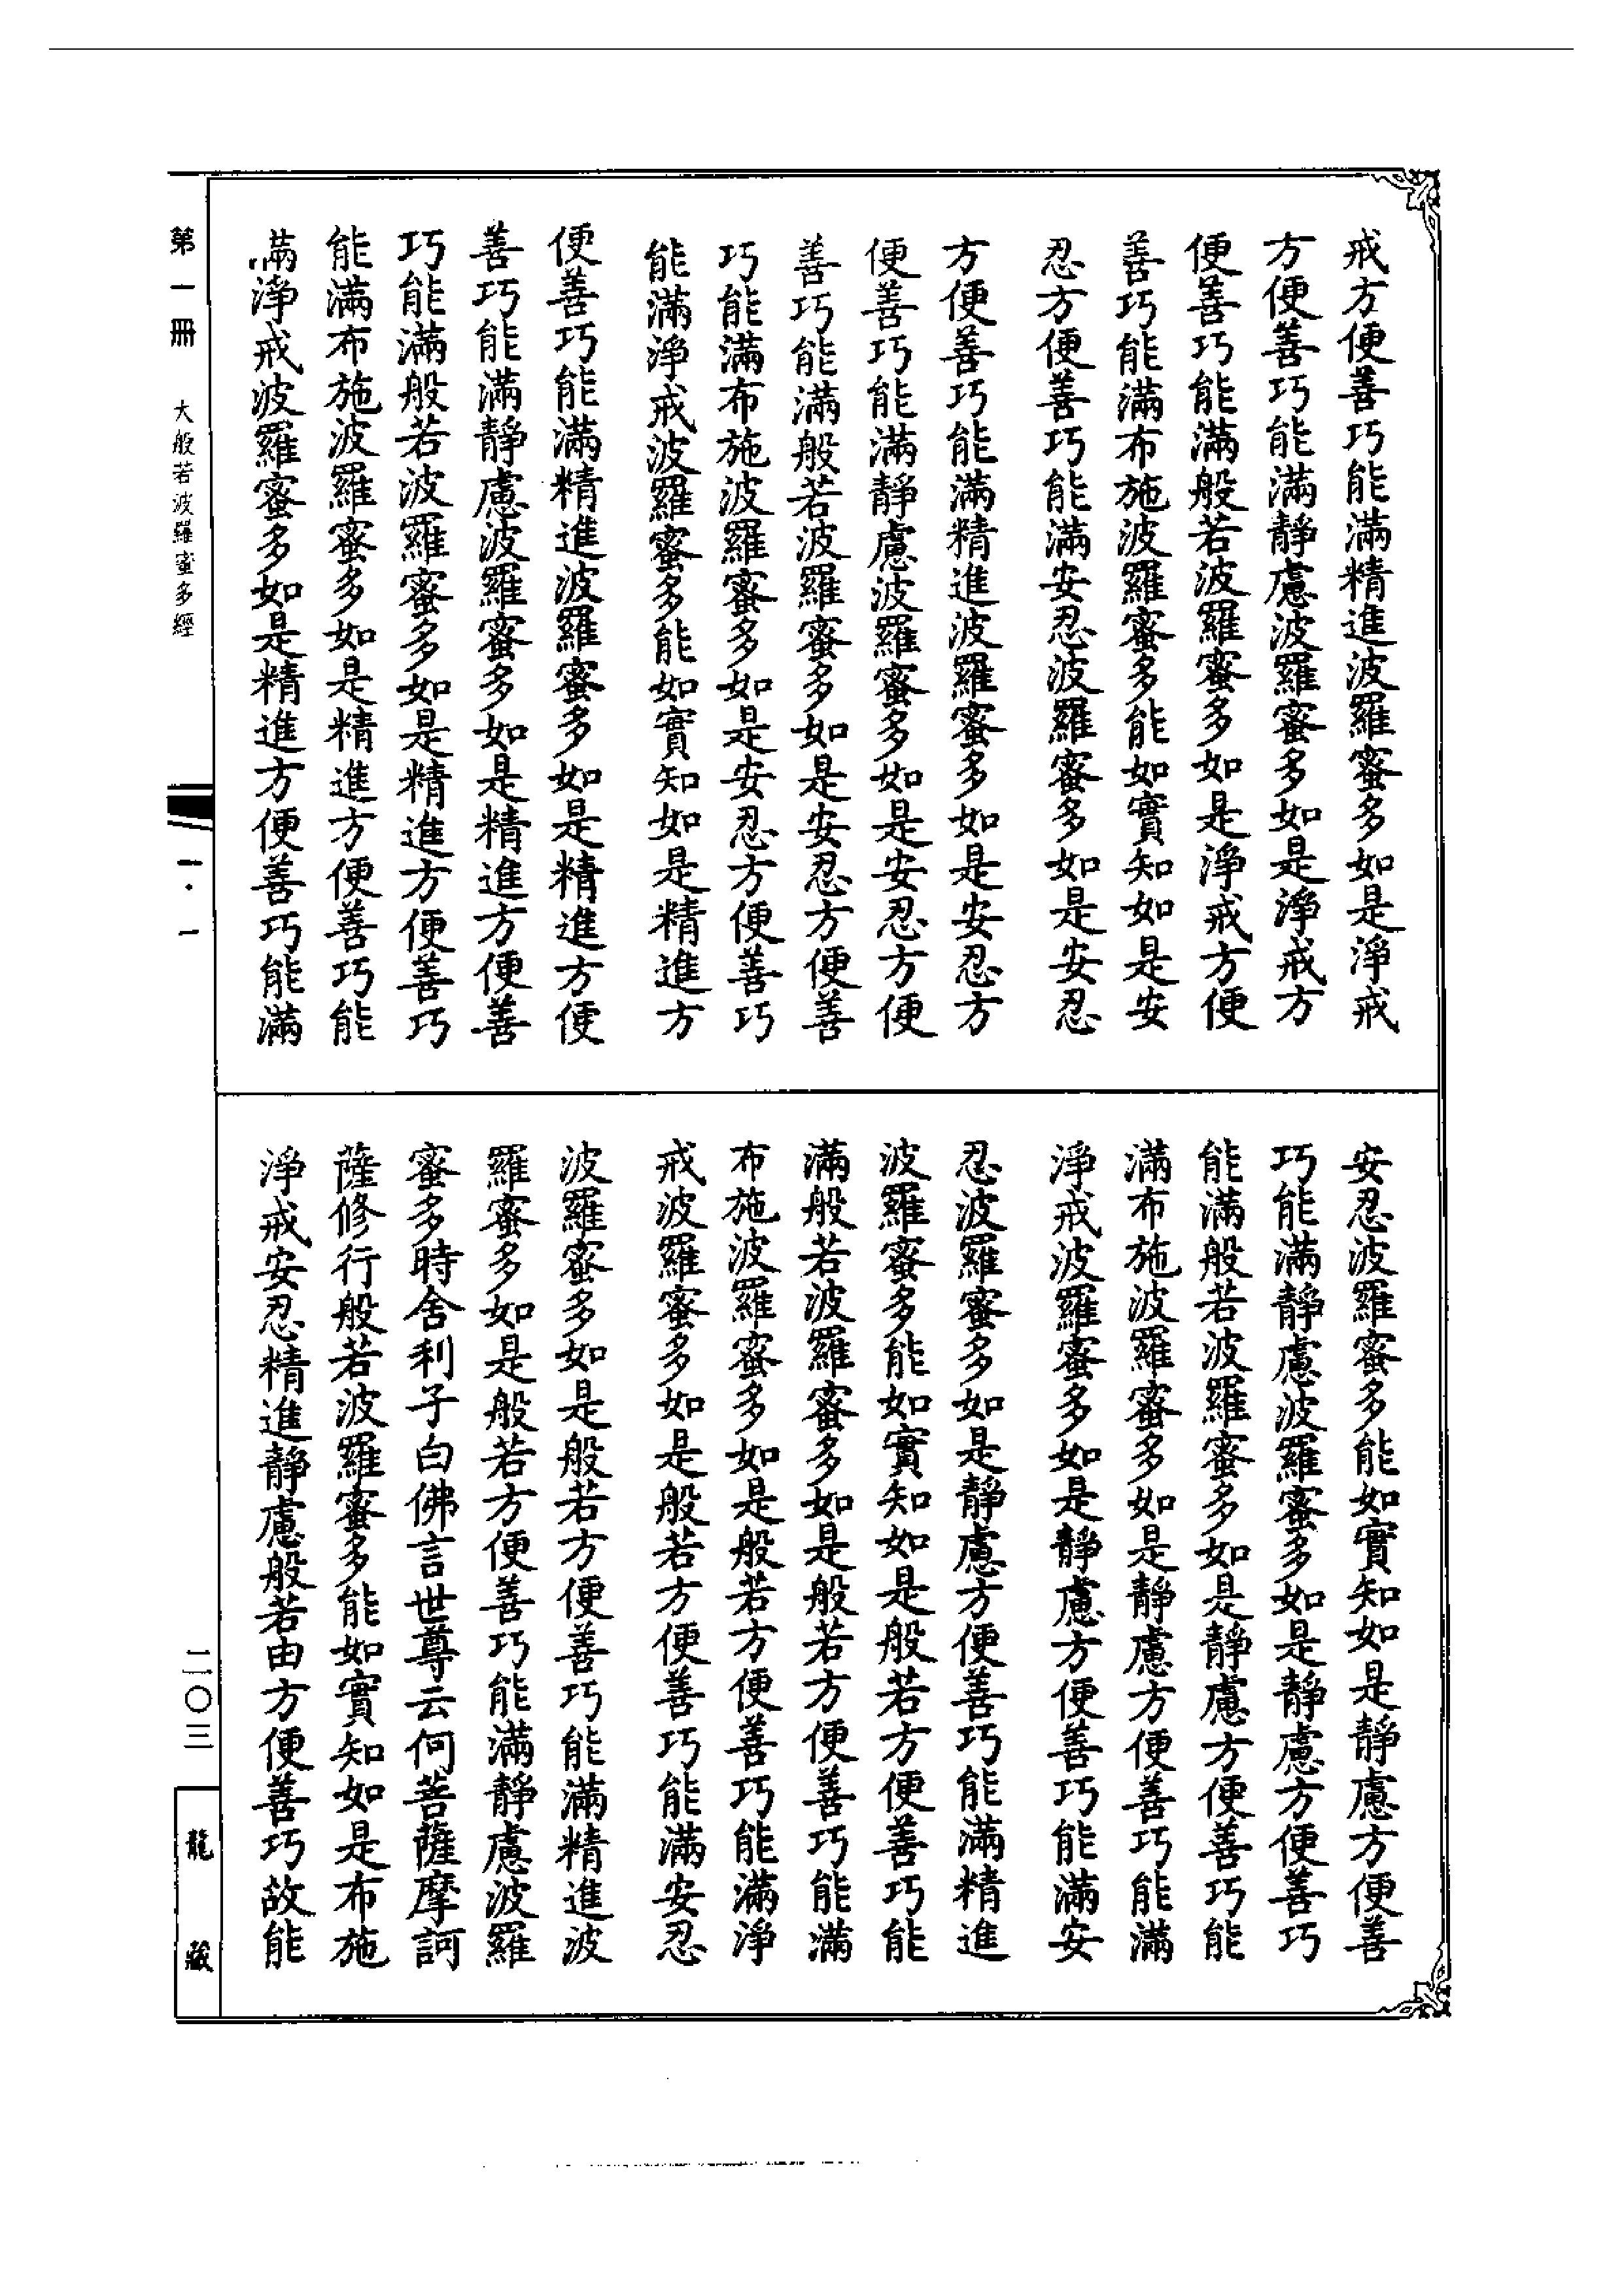 戒方便善巧能滿精進波羅蜜多如是淨戒
方便善巧能滿靜慮波羅蜜多如是淨戒方
便善巧能滿般若波羅蜜多如是淨戒方便
善巧能滿布施波羅蜜多能如實知如是安
忍方便善巧能滿安忍波羅蜜多如是安忍
方便善巧能滿精進波羅蜜多如是安忍方
便善巧能滿靜慮波羅蜜多如是安忍方便
善巧能滿般若波羅蜜多如是安忍方便善
巧能滿布施波羅蜜多如是安忍方便善巧
能滿淨戒波羅蜜多能如實知如是精進方
便善巧能滿精進波羅蜜多如是精進方便
善巧能滿靜慮波羅蜜多如是精進方便善
巧能滿般若波羅蜜多如是精進方便善巧
能滿布施波羅蜜多如是精進方便善巧能
滿淨戒波羅蜜多如是精進方便善巧能滿
安忍波羅蜜多能如實知如是靜慮方便善
巧能滿靜慮波羅蜜多如是靜慮方便善巧
能滿般若波羅蜜多如是靜慮方便善巧能
滿布施波羅蜜多如是靜慮方便善巧能滿
淨戒波羅蜜多如是靜慮方便善巧能滿安
忍波羅蜜多如是靜慮方便善巧能滿精進
波羅蜜多能如實知如是般若方便善巧能
滿般若波羅蜜多如是般若方便善巧能滿
布施波羅蜜多如是般若方便善巧能滿淨
戒波羅蜜多如是般若方便善巧能滿安忍
波羅蜜多如是般若方便善巧能滿精進波
羅蜜多如是般若方便善巧能滿靜慮波羅
蜜多時舍利子白佛言世尊云何菩薩摩訶
薩修行般若波羅蜜多能如實知如是布施
淨戒安忍精進靜慮般若由方便善巧故能
第一冊 大般若波羅蜜多經
一·一
二〇三
龍藏